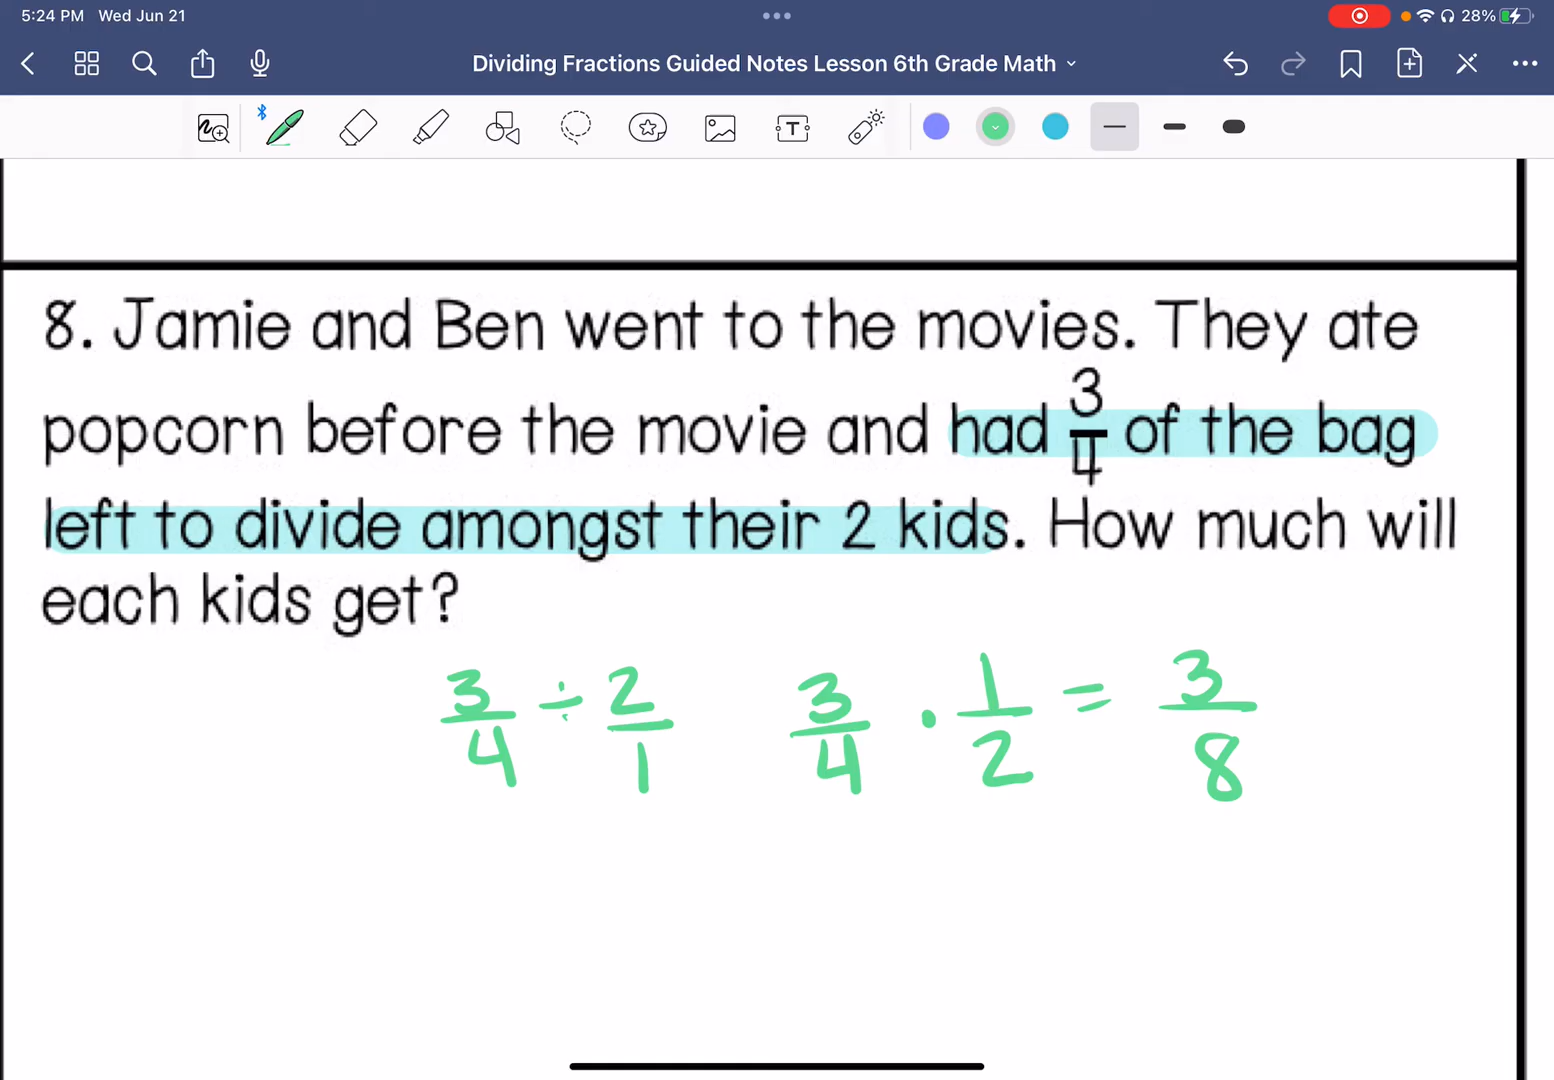 5:24 PM Wed Jun 21
28%
Dividing Fractions Guided Notes Lesson 6th Grade Math
T
8. Jamie and Ben went to the movies. They ate
popcorn before the movie and had 3/4 of the bag
left to divide amongst their 2 kids. How much will
each kids get?
3/4 ÷ 2/1 3/4 · 1/2 = 3/8